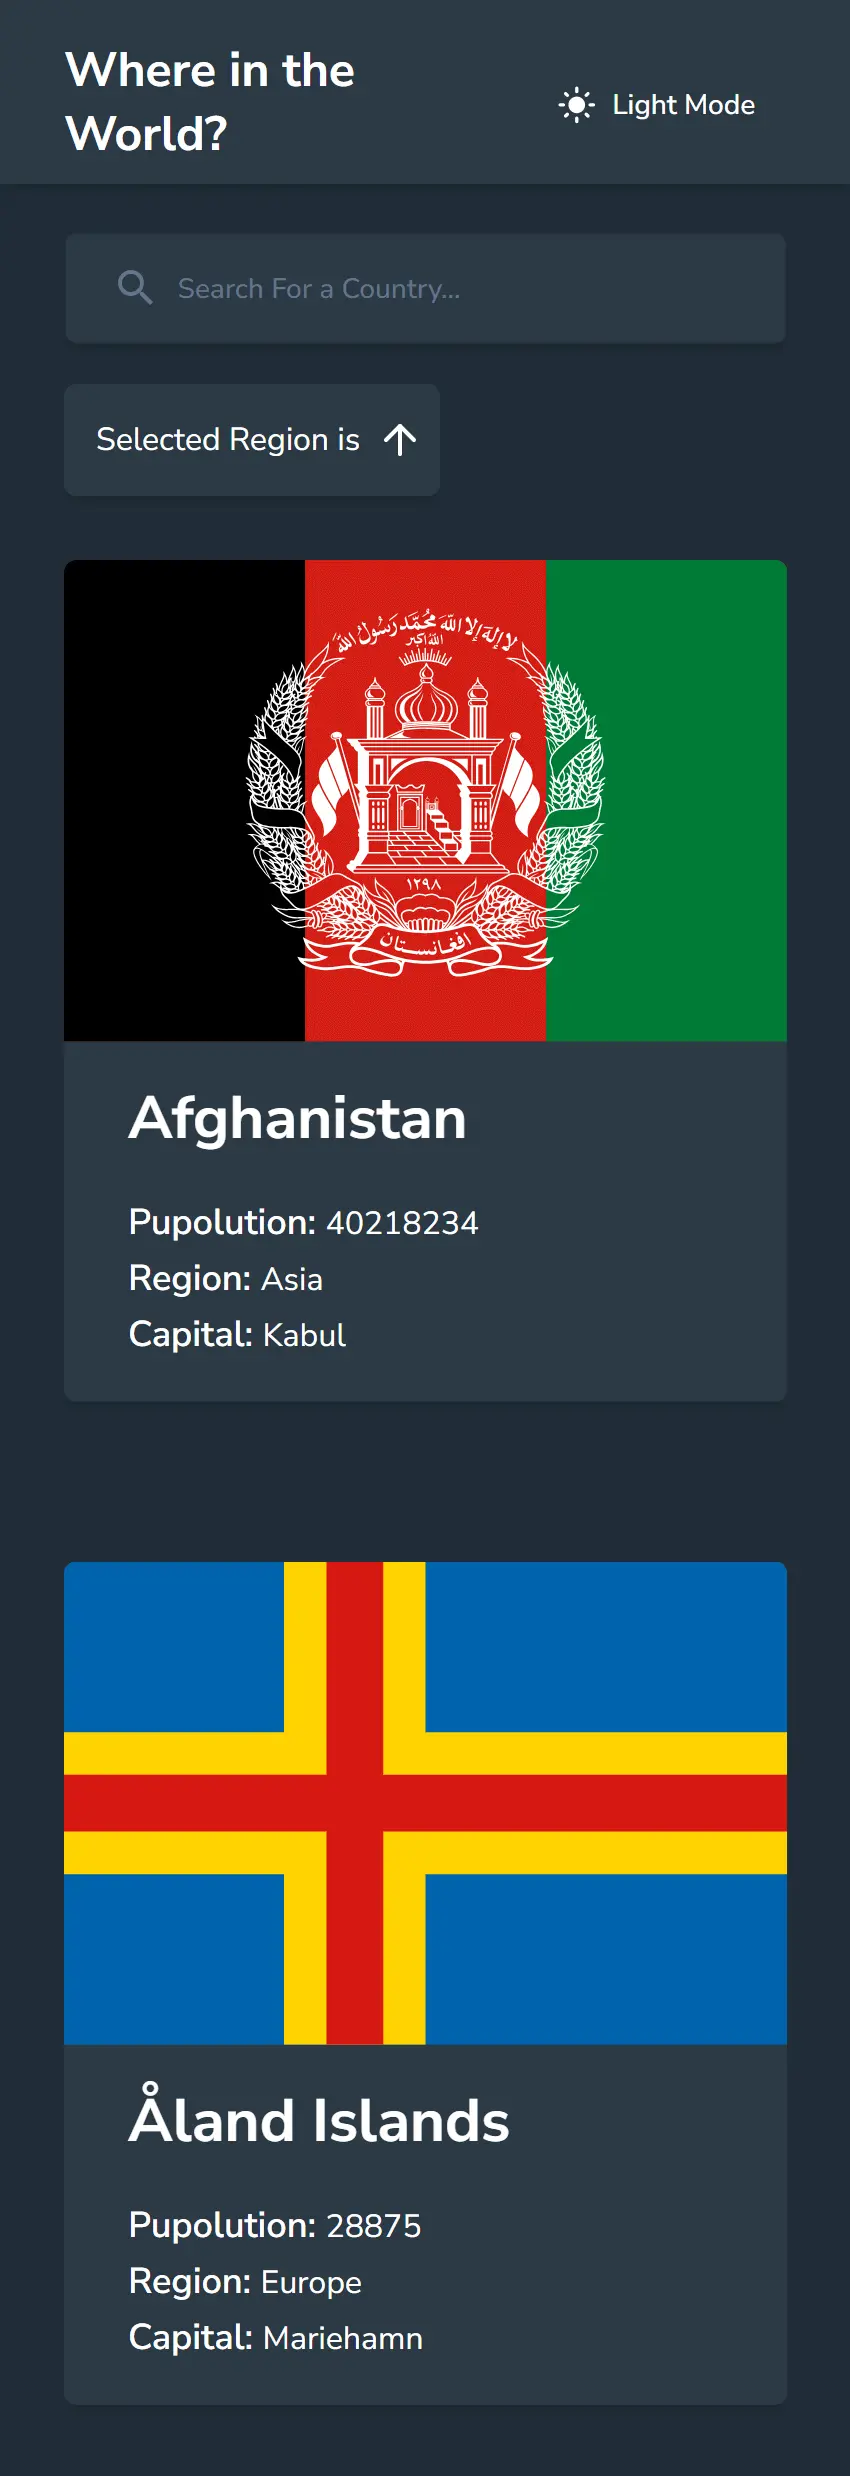 Where in the
World?
Light Mode
Search For a Country...
Selected Region is
لا إله إلا الله محمد رسول الله
الله أكبر
١٢٩٨
افغانستان
Afghanistan
Pupolution: 40218234
Region: Asia
Capital: Kabul
Åland Islands
Pupolution: 28875
Region: Europe
Capital: Mariehamn